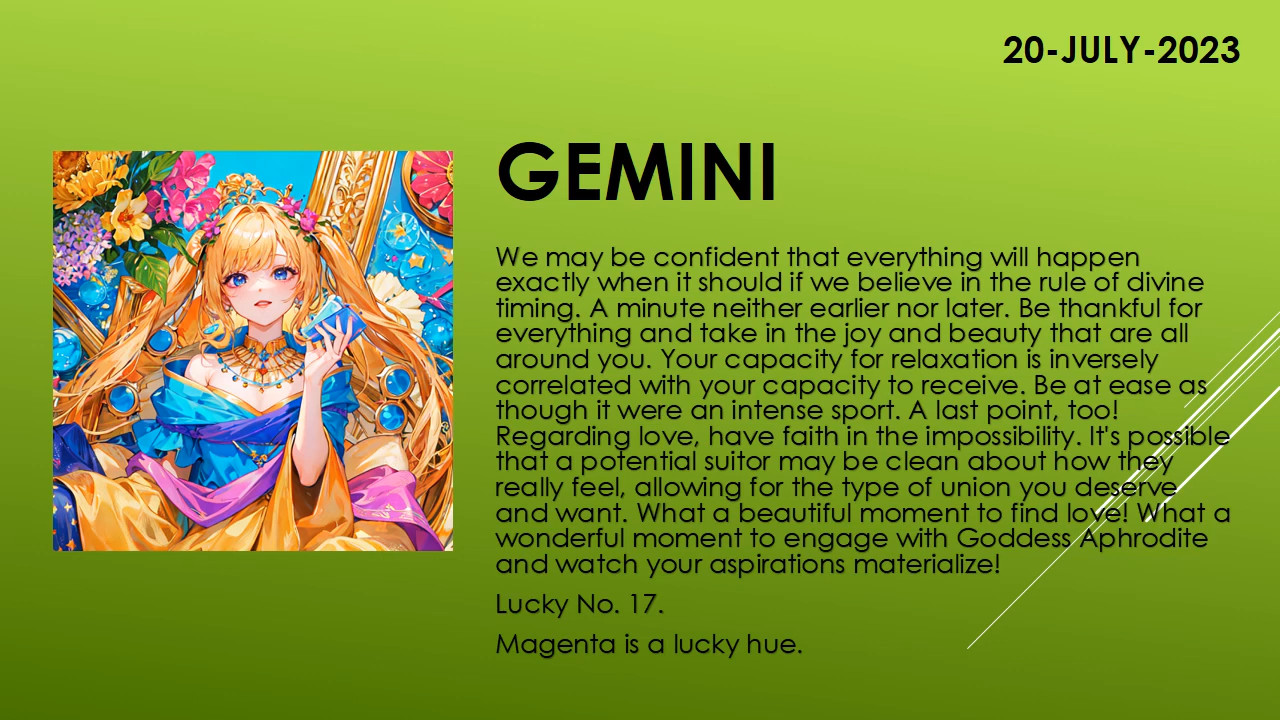 20-JULY-2023
GEMINI
We may be confident that everything will happen
exactly when it should if we believe in the rule of divine
timing. A minute neither earlier nor later. Be thankful for
everything and take in the joy and beauty that are all
around you. Your capacity for relaxation is inversely
correlated with your capacity to receive. Be at ease as
though it were an intense sport. A last point, too!
Regarding love, have faith in the impossibility. It's possible
that a potential suitor may be clean about how they
really feel, allowing for the type of union you deserve
and want. What a beautiful moment to find love! What a
wonderful moment to engage with Goddess Aphrodite
and watch your aspirations materialize!
Lucky No. 17.
Magenta is a lucky hue.